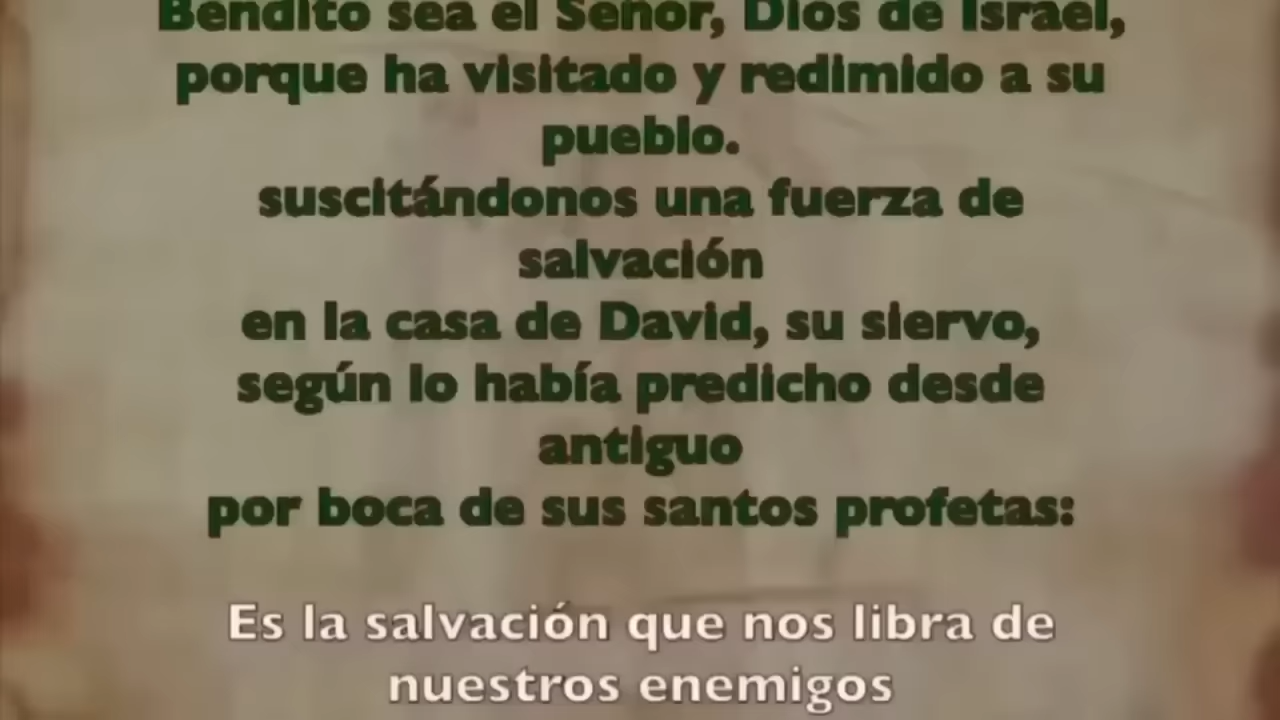 Bendito sea el Señor, Dios de Israel,
porque ha visitado y redimido a su
pueblo.
suscitándonos una fuerza de
salvación
en la casa de David, su siervo,
según lo había predicho desde
antiguo
por boca de sus santos profetas:
Es la salvación que nos libra de
nuestros enemigos